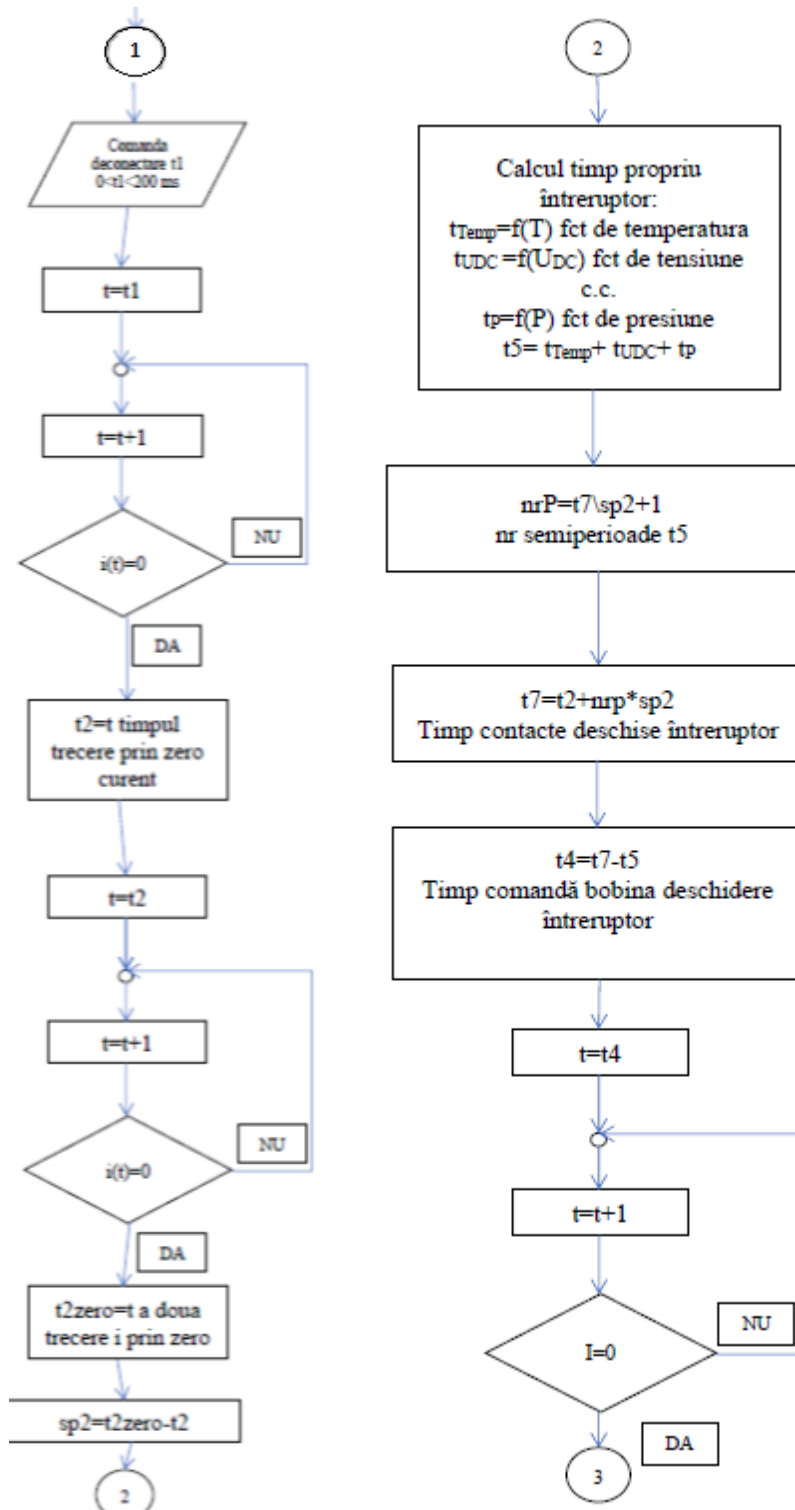 1
Comanda
deconectare t1
0<t1<200 ms
t=t1
t=t+1
i(t)=0
NU
DA
t2=t timpul
trecere prin zero
curent
t=t2
t=t+1
i(t)=0
NU
DA
t2zero=t a doua
trecere i prin zero
sp2=t2zero-t2
2
2
Calcul timp propriu
întreruptor:
tTemp=f(T) fct de temperatura
tUDC =f(UDC) fct de tensiune
c.c.
tP=f(P) fct de presiune
t5= tTemp+ tUDC+ tP
nrP=t7\sp2+1
nr semiperioade t5
t7=t2+nrp*sp2
Timp contacte deschise întreruptor
t4=t7-t5
Timp comandă bobina deschidere
întreruptor
t=t4
t=t+1
I=0
NU
DA
3